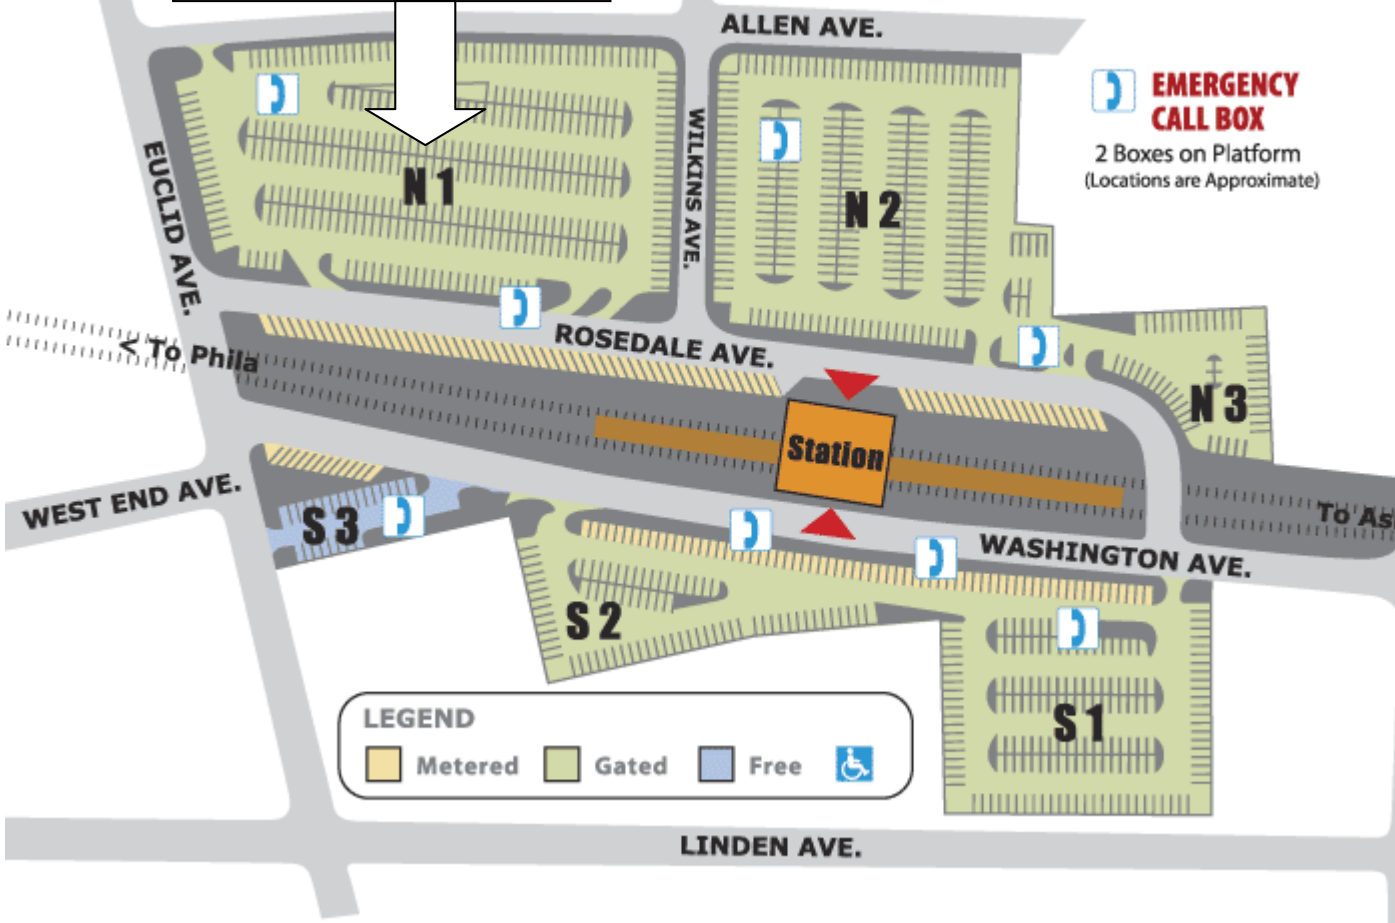 ALLEN AVE.
EMERGENCY
CALL BOX
2 Boxes on Platform
(Locations are Approximate)
EUCLID AVE.
WILKINS AVE.
N 1
N 2
ROSEDALE AVE.
< To Phila
N 3
Station
WEST END AVE.
S 3
To As
WASHINGTON AVE.
S 2
S 1
LEGEND
Metered
Gated
Free
LINDEN AVE.